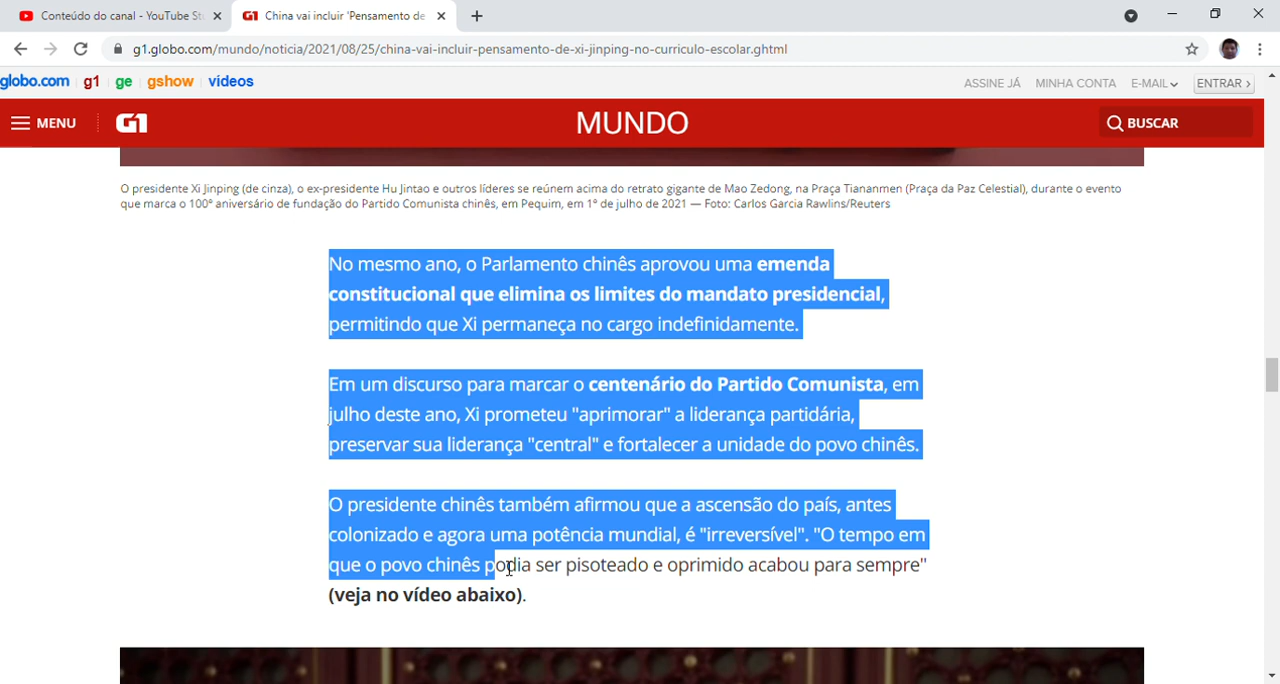 Conteúdo do canal - YouTube St
China vai incluir 'Pensamento de
g1.globo.com/mundo/noticia/2021/08/25/china-vai-incluir-pensamento-de-xi-jinping-no-curriculo-escolar.ghtml
globo.com g1 ge gshow vídeos
ASSINE JÁ MINHA CONTA E-MAIL ENTRAR ›
MENU G1 MUNDO BUSCAR
O presidente Xi Jinping (de cinza), o ex-presidente Hu Jintao e outros líderes se reúnem acima do retrato gigante de Mao Zedong, na Praça Tiananmen (Praça da Paz Celestial), durante o evento
que marca o 100º aniversário de fundação do Partido Comunista chinês, em Pequim, em 1º de julho de 2021 — Foto: Carlos Garcia Rawlins/Reuters
No mesmo ano, o Parlamento chinês aprovou uma emenda
constitucional que elimina os limites do mandato presidencial,
permitindo que Xi permaneça no cargo indefinidamente.
Em um discurso para marcar o centenário do Partido Comunista, em
julho deste ano, Xi prometeu "aprimorar" a liderança partidária,
preservar sua liderança "central" e fortalecer a unidade do povo chinês.
O presidente chinês também afirmou que a ascensão do país, antes
colonizado e agora uma potência mundial, é "irreversível". "O tempo em
que o povo chinês podia ser pisoteado e oprimido acabou para sempre"
(veja no vídeo abaixo).